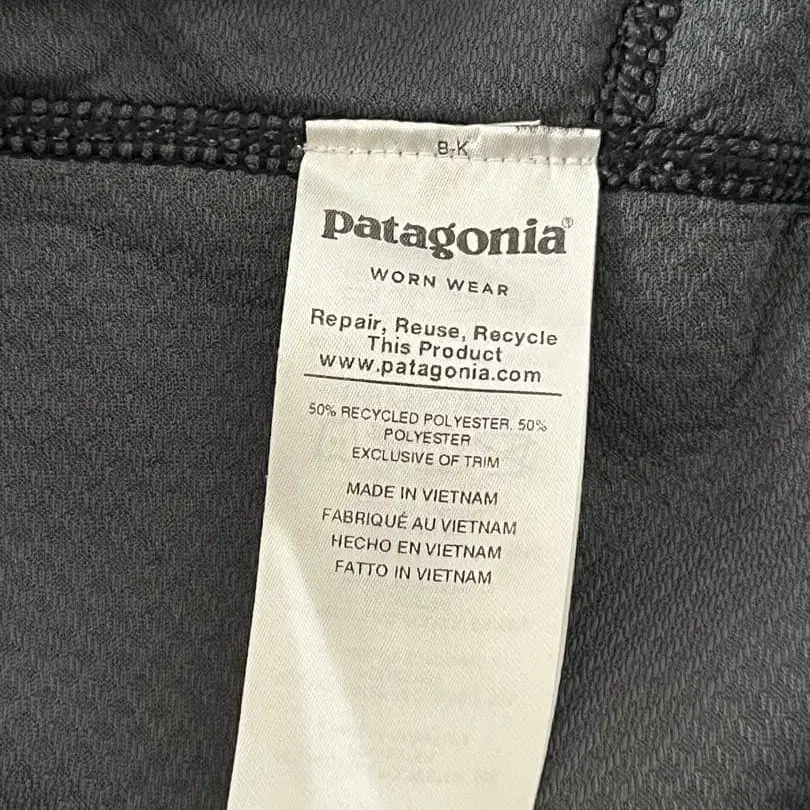 B-K
patagonia®
WORN WEAR
Repair, Reuse, Recycle
This Product
www.patagonia.com
50% RECYCLED POLYESTER. 50%
POLYESTER
EXCLUSIVE OF TRIM
MADE IN VIETNAM
FABRIQUÉ AU VIETNAM
HECHO EN VIETNAM
FATTO IN VIETNAM